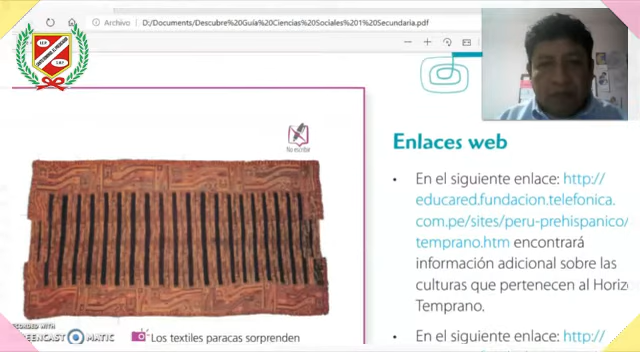 Archivo
D:/Documents/Descubre%20Guía%20Ciencias%20Sociales%201%20Secundaria.pdf
No escribir
Enlaces web
• En el siguiente enlace: http://
educared.fundacion.telefonica.
com.pe/sites/peru-prehispanico/
temprano.htm encontrará
información adicional sobre las
culturas que pertenecen al Horiz
Temprano.
• En el siguiente enlace: http://
RECORDED WITH
SCREENCAST MATIC
Los textiles paracas sorprenden